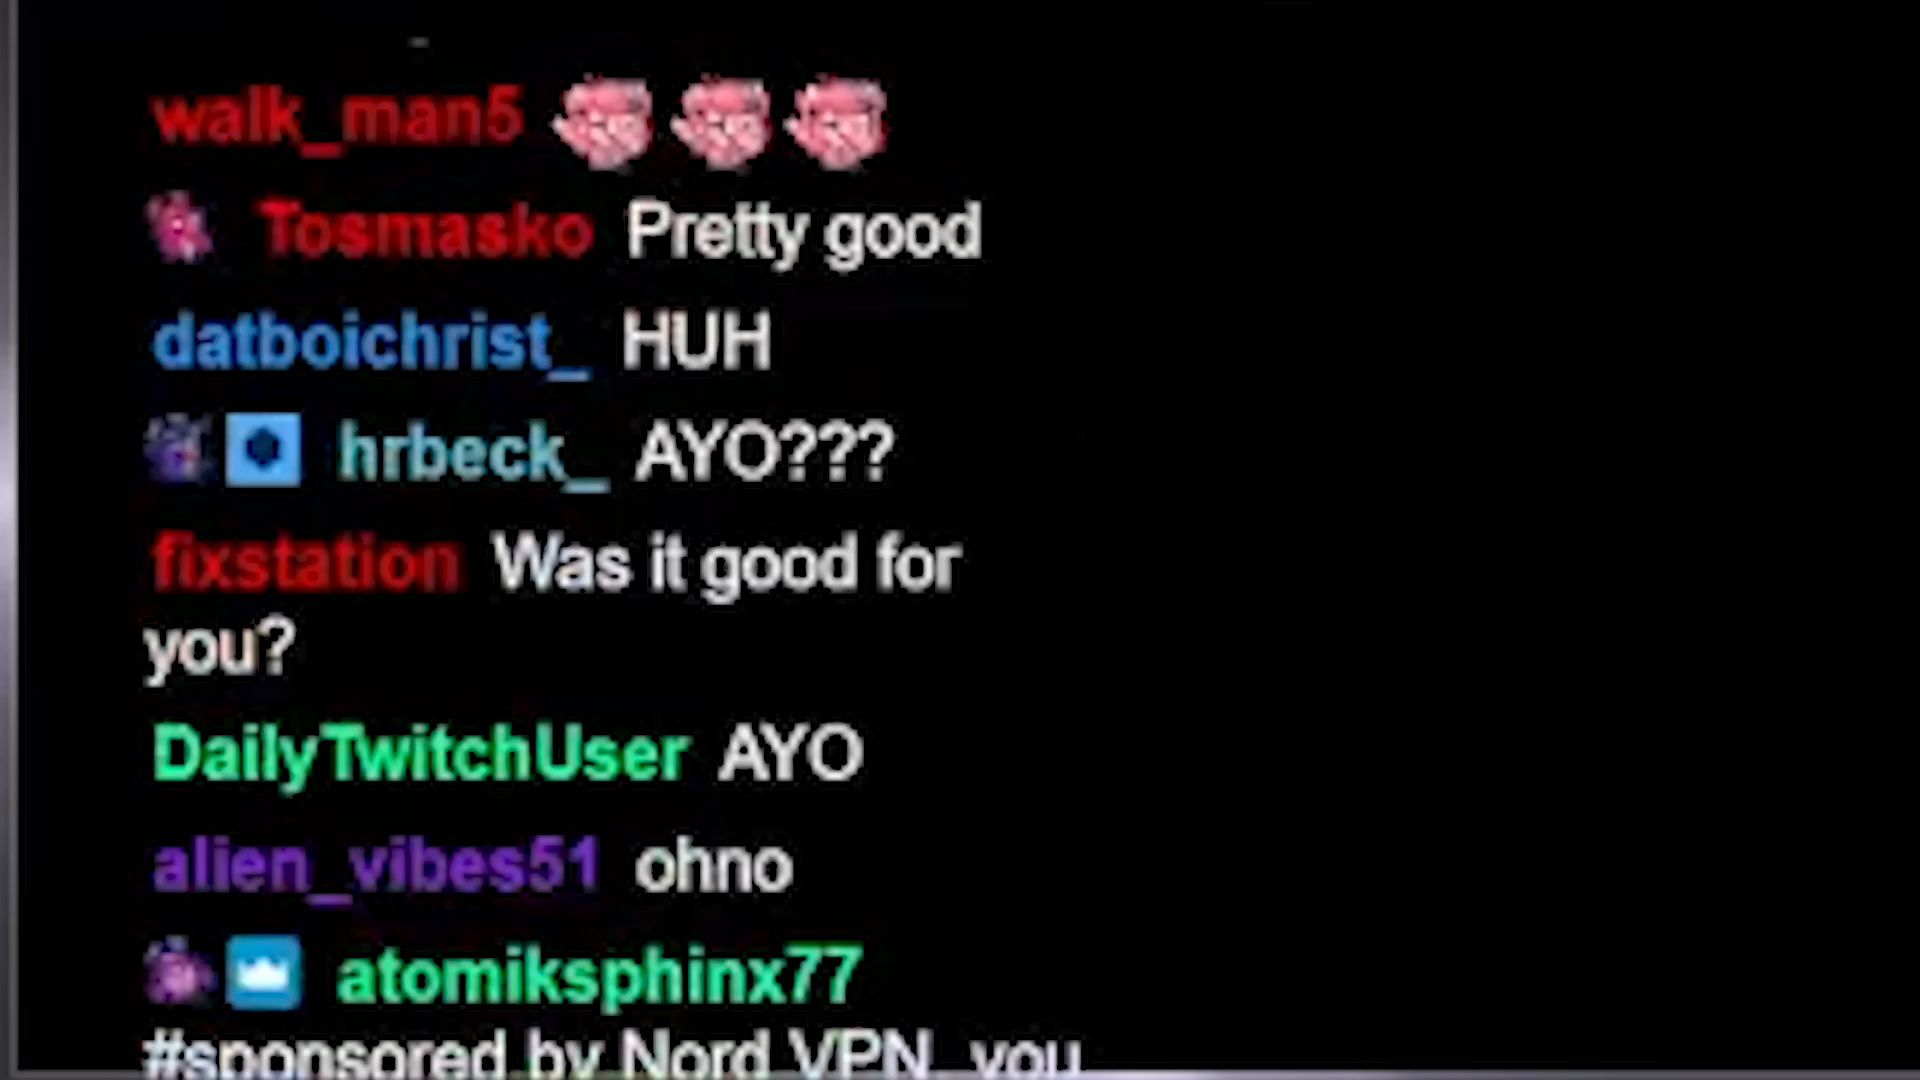 walk_man5
Tosmasko Pretty good
datboichrist_ HUH
hrbeck_ AYO???
fixstation Was it good for
you?
DailyTwitchUser AYO
alien_vibes51 ohno
atomiksphinx77
#sponsored by Nord VPN, you